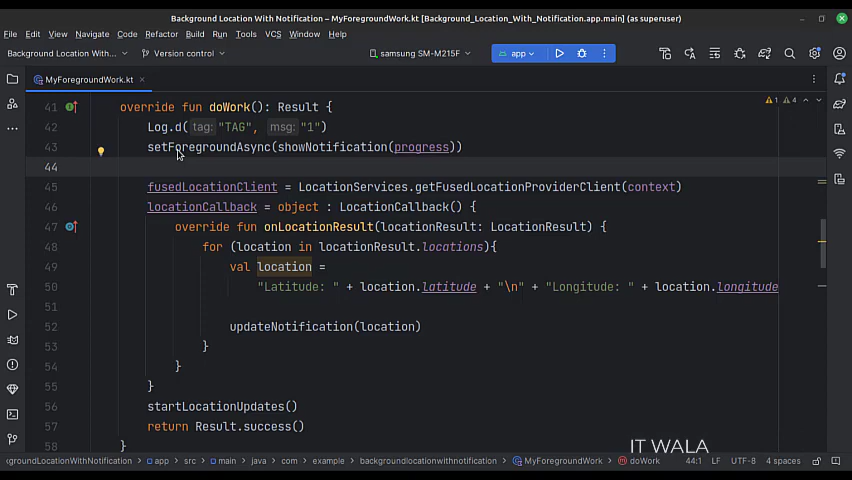 Background Location With Notification – MyForegroundWork.kt [Background_Location_With_Notification.app.main] (as superuser)
File Edit View Navigate Code Refactor Build Run Tools VCS Window Help
Background Location With... Version control samsung SM-M215F app
MyForegroundWork.kt
41 override fun doWork(): Result { 1 4
42 Log.d( tag: "TAG", msg: "1")
43 setForegroundAsync(showNotification(progress))
44
45 fusedLocationClient = LocationServices.getFusedLocationProviderClient(context)
46 locationCallback = object : LocationCallback() {
47 override fun onLocationResult(locationResult: LocationResult) {
48 for (location in locationResult.locations){
49 val location =
50 "Latitude: " + location.latitude + "\n" + "Longitude: " + location.longitude
51
52 updateNotification(location)
53 }
54 }
55 }
56 startLocationUpdates()
57 return Result.success()
58 }
IT WALA
kgroundLocationWithNotification > app > src > main > java > com > example > backgroundlocationwithnotification > MyForegroundWork.kt > doWork 44:1 LF UTF-8 4 spaces